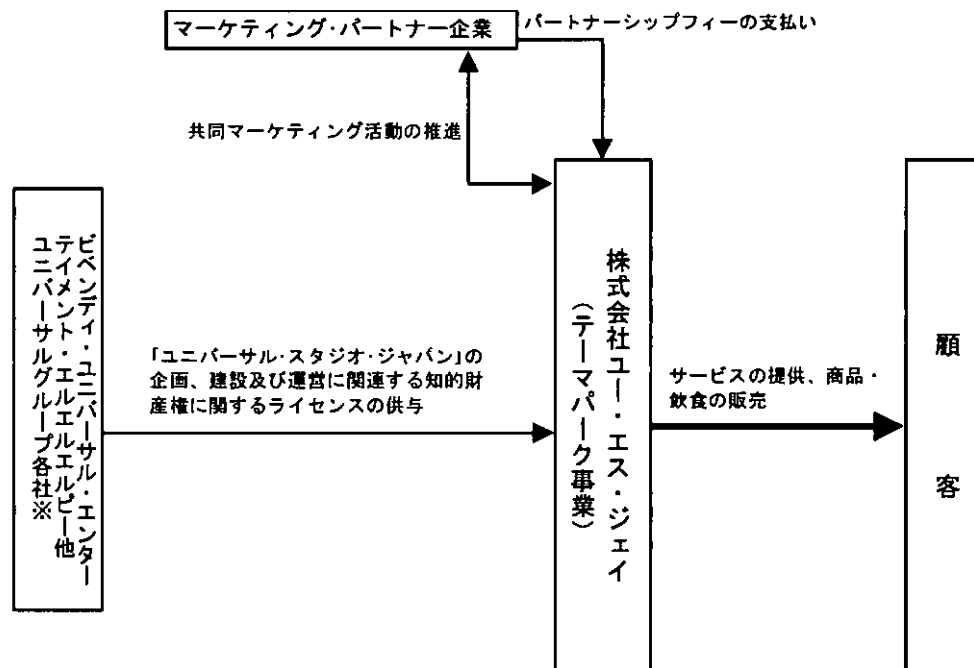 マーケティング・パートナー企業
パートナーシップフィーの支払い
共同マーケティング活動の推進
ビベンディ・ユニバーサル・エンター
テイメント・エルエルエルピー他
ユニバーサルグループ各社※
「ユニバーサル・スタジオ・ジャパン」の
企画、建設及び運営に関連する知的財
産権に関するライセンスの供与
株式会社ユー・エス・ジェイ
（テーマパーク事業）
サービスの提供、商品・
飲食の販売
顧客